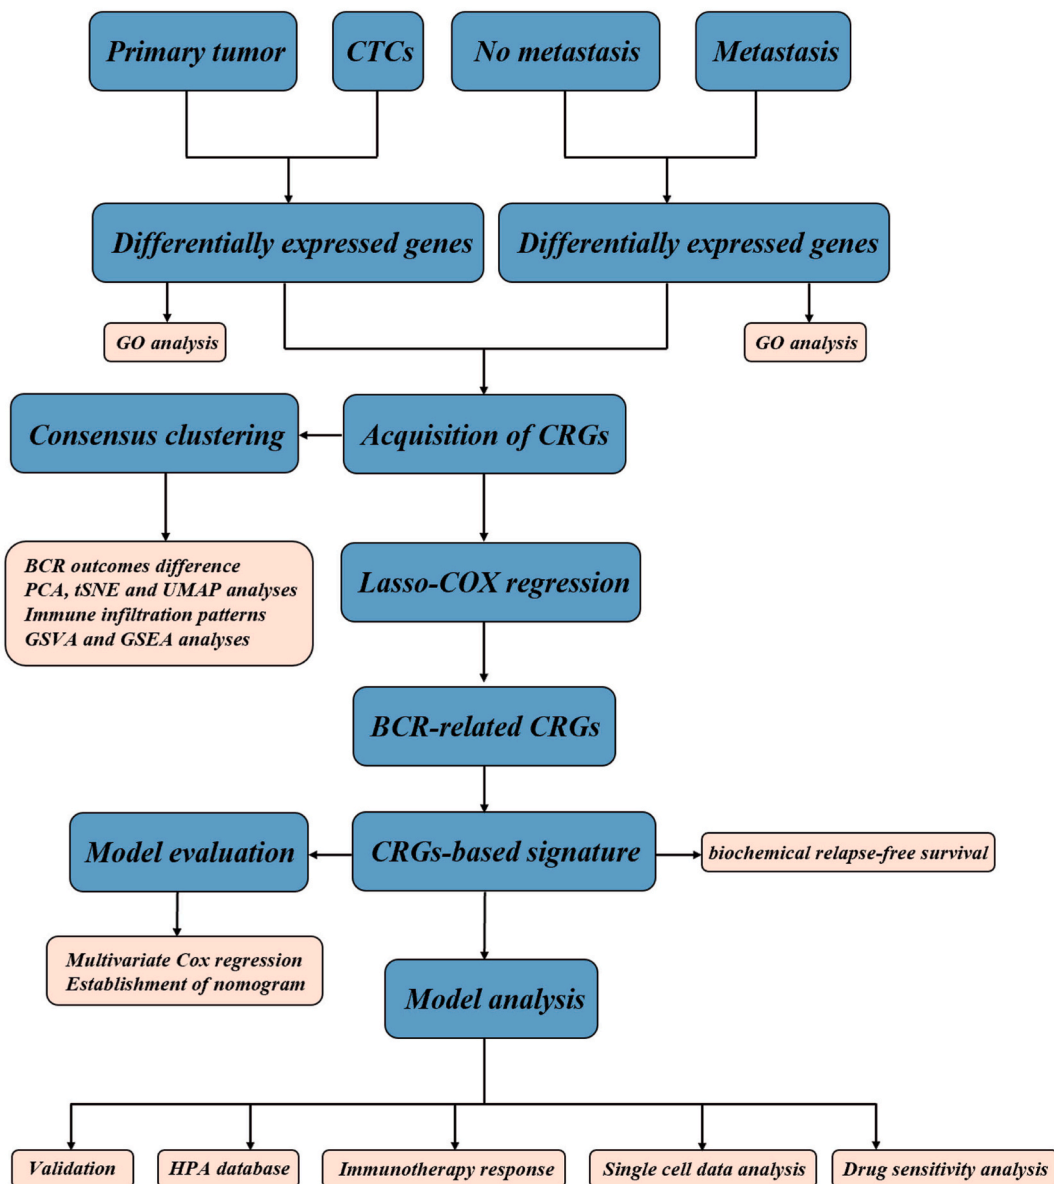 Primary tumor
CTCs
No metastasis
Metastasis
Differentially expressed genes
Differentially expressed genes
GO analysis
GO analysis
Consensus clustering
Acquisition of CRGs
BCR outcomes difference
PCA, tSNE and UMAP analyses
Immune infiltration patterns
GSVA and GSEA analyses
Lasso-COX regression
BCR-related CRGs
Model evaluation
CRGs-based signature
biochemical relapse-free survival
Multivariate Cox regression
Establishment of nomogram
Model analysis
Validation
HPA database
Immunotherapy response
Single cell data analysis
Drug sensitivity analysis